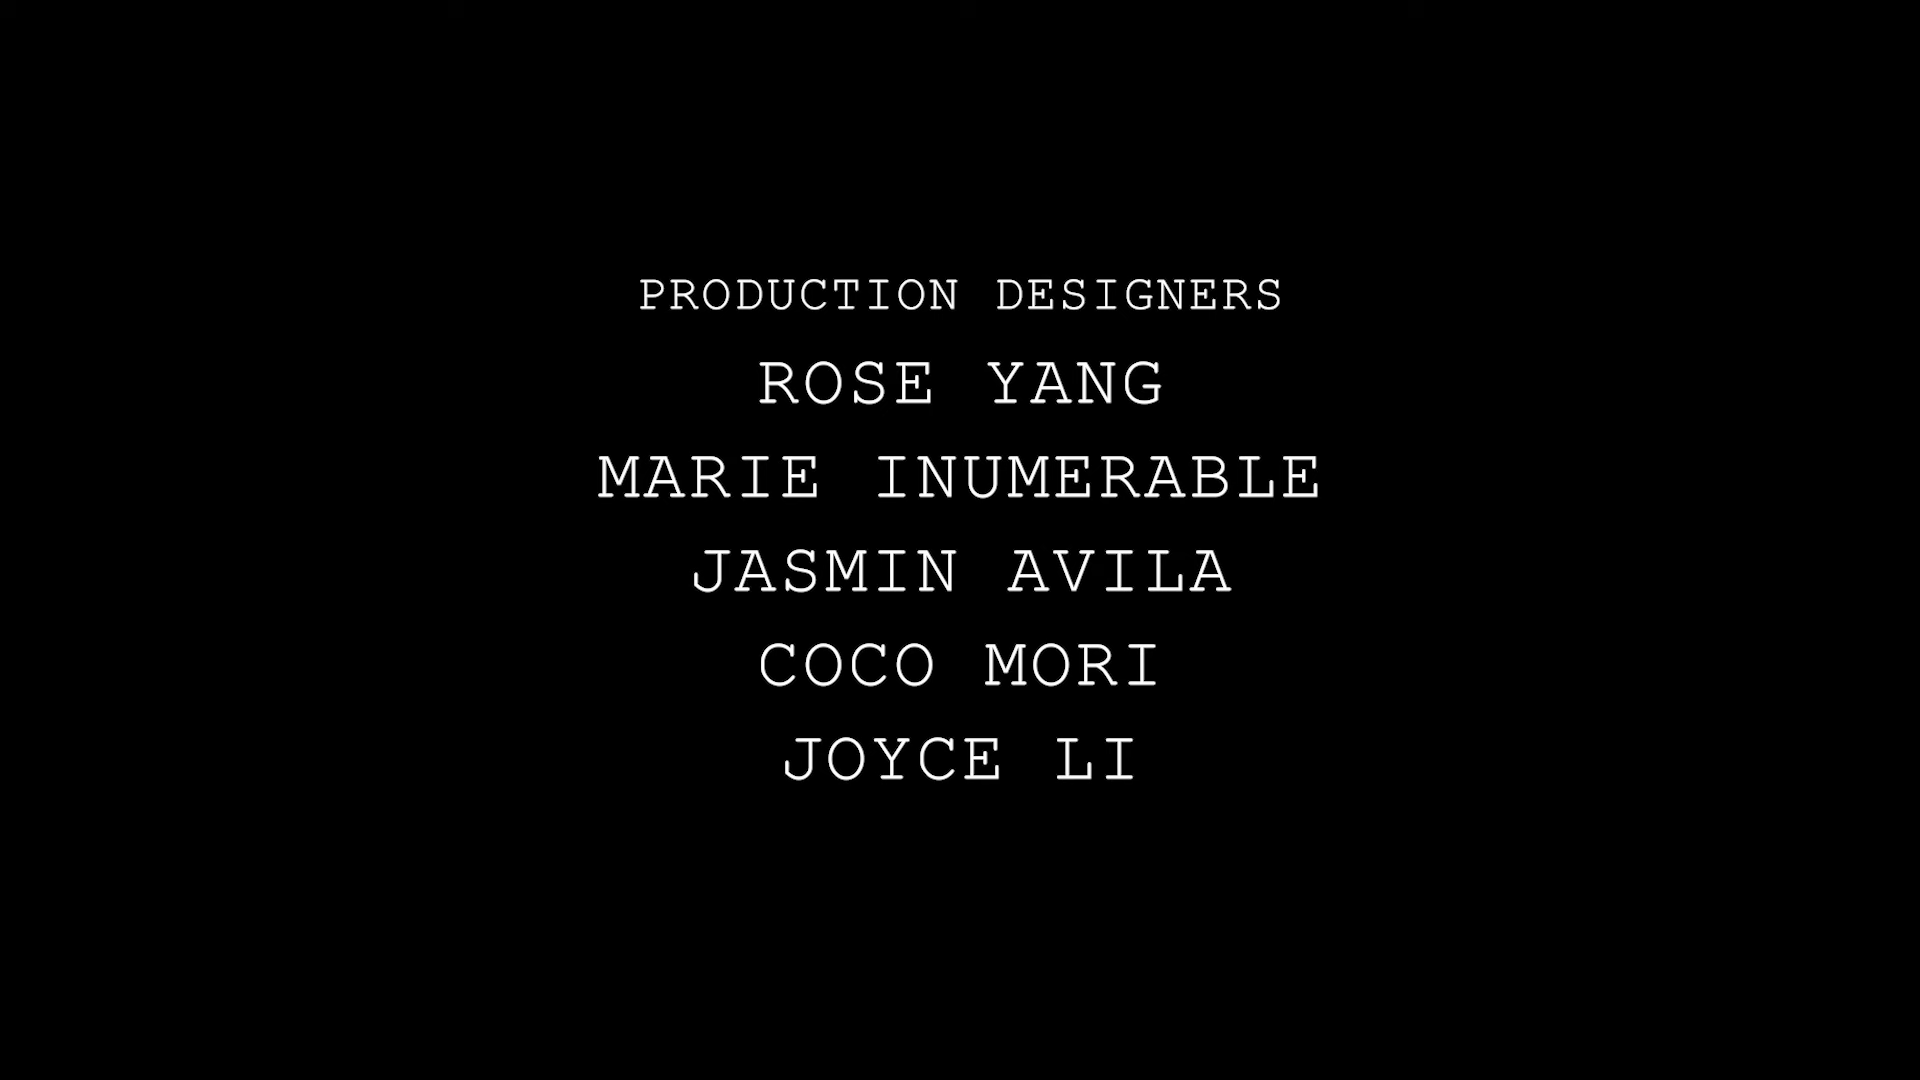 PRODUCTION DESIGNERS
ROSE YANG
MARIE INUMERABLE
JASMIN AVILA
COCO MORI
JOYCE LI